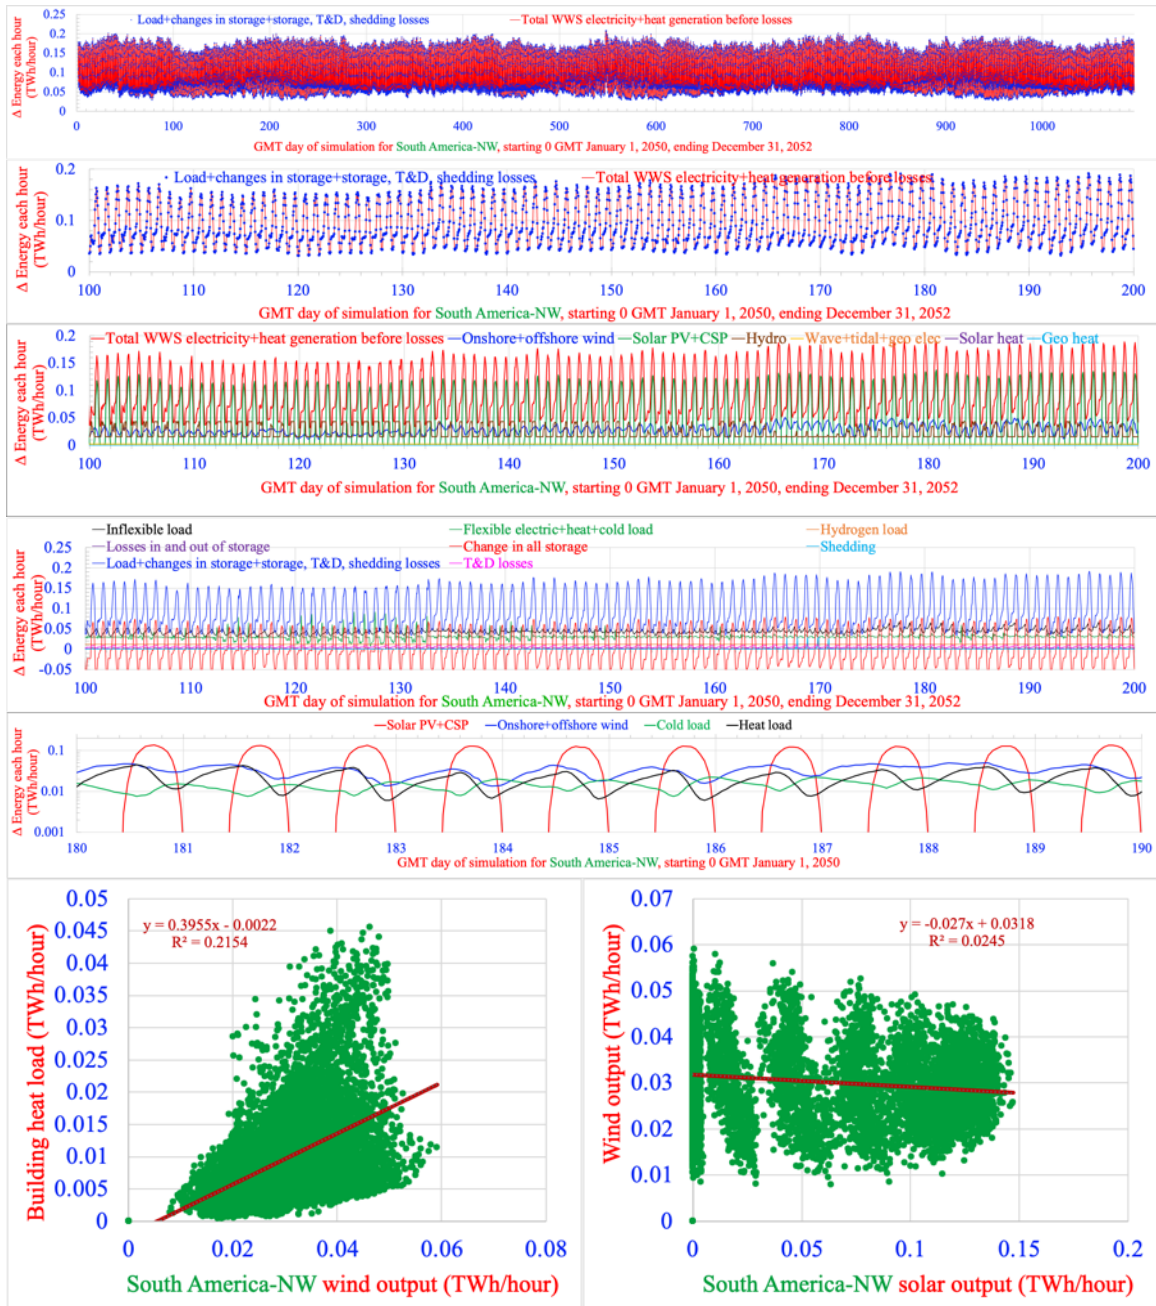 Load+changes in storage+storage, T&D, shedding losses
Total WWS electricity+heat generation before losses
Δ Energy each hour
(TWh/hour)
0.25
0.2
0.15
0.1
0.05
0
0 100 200 300 400 500 600 700 800 900 1000
GMT day of simulation for South America-NW, starting 0 GMT January 1, 2050, ending December 31, 2052
Load+changes in storage+storage, T&D, shedding losses
Total WWS electricity+heat generation before losses
Δ Energy each hour
(TWh/hour)
0.2
0.1
0
100 110 120 130 140 150 160 170 180 190 200
GMT day of simulation for South America-NW, starting 0 GMT January 1, 2050, ending December 31, 2052
Total WWS electricity+heat generation before losses
Onshore+offshore wind
Solar PV+CSP
Hydro
Wave+tidal+geo elec
Solar heat
Geo heat
Δ Energy each hour
(TWh/hour)
0.2
0.15
0.1
0.05
0
100 110 120 130 140 150 160 170 180 190 200
GMT day of simulation for South America-NW, starting 0 GMT January 1, 2050, ending December 31, 2052
Inflexible load
Flexible electric+heat+cold load
Hydrogen load
Losses in and out of storage
Change in all storage
Shedding
Load+changes in storage+storage, T&D, shedding losses
T&D losses
Δ Energy each hour
(TWh/hour)
0.25
0.2
0.15
0.1
0.05
0
-0.05
100 110 120 130 140 150 160 170 180 190 200
GMT day of simulation for South America-NW, starting 0 GMT January 1, 2050, ending December 31, 2052
Solar PV+CSP
Onshore+offshore wind
Cold load
Heat load
Δ Energy each hour
(TWh/hour)
0.1
0.01
0.001
180 181 182 183 184 185 186 187 188 189 190
GMT day of simulation for South America-NW, starting 0 GMT January 1, 2050
Building heat load (TWh/hour)
0.05
0.045
0.04
0.035
0.03
0.025
0.02
0.015
0.01
0.005
0
y = 0.3955x - 0.0022
R² = 0.2154
0 0.02 0.04 0.06 0.08
South America-NW wind output (TWh/hour)
Wind output (TWh/hour)
0.07
0.06
0.05
0.04
0.03
0.02
0.01
0
y = -0.027x + 0.0318
R² = 0.0245
0 0.05 0.1 0.15 0.2
South America-NW solar output (TWh/hour)